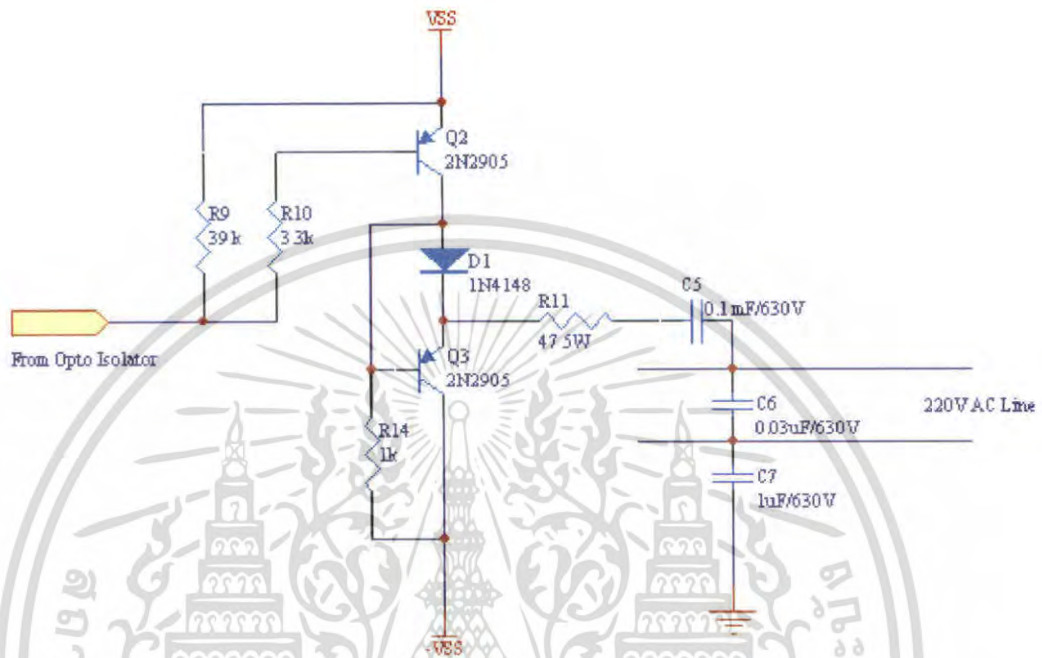 VSS
Q2
2N2905
R9
39k
R10
3.3k
D1
1N4148
C5
0.1mF/630V
R11
47.5W
From Opto Isolator
Q3
2N2905
C6
0.03uF/630V
220V AC Line
R14
1k
C7
1uF/630V
-VSS